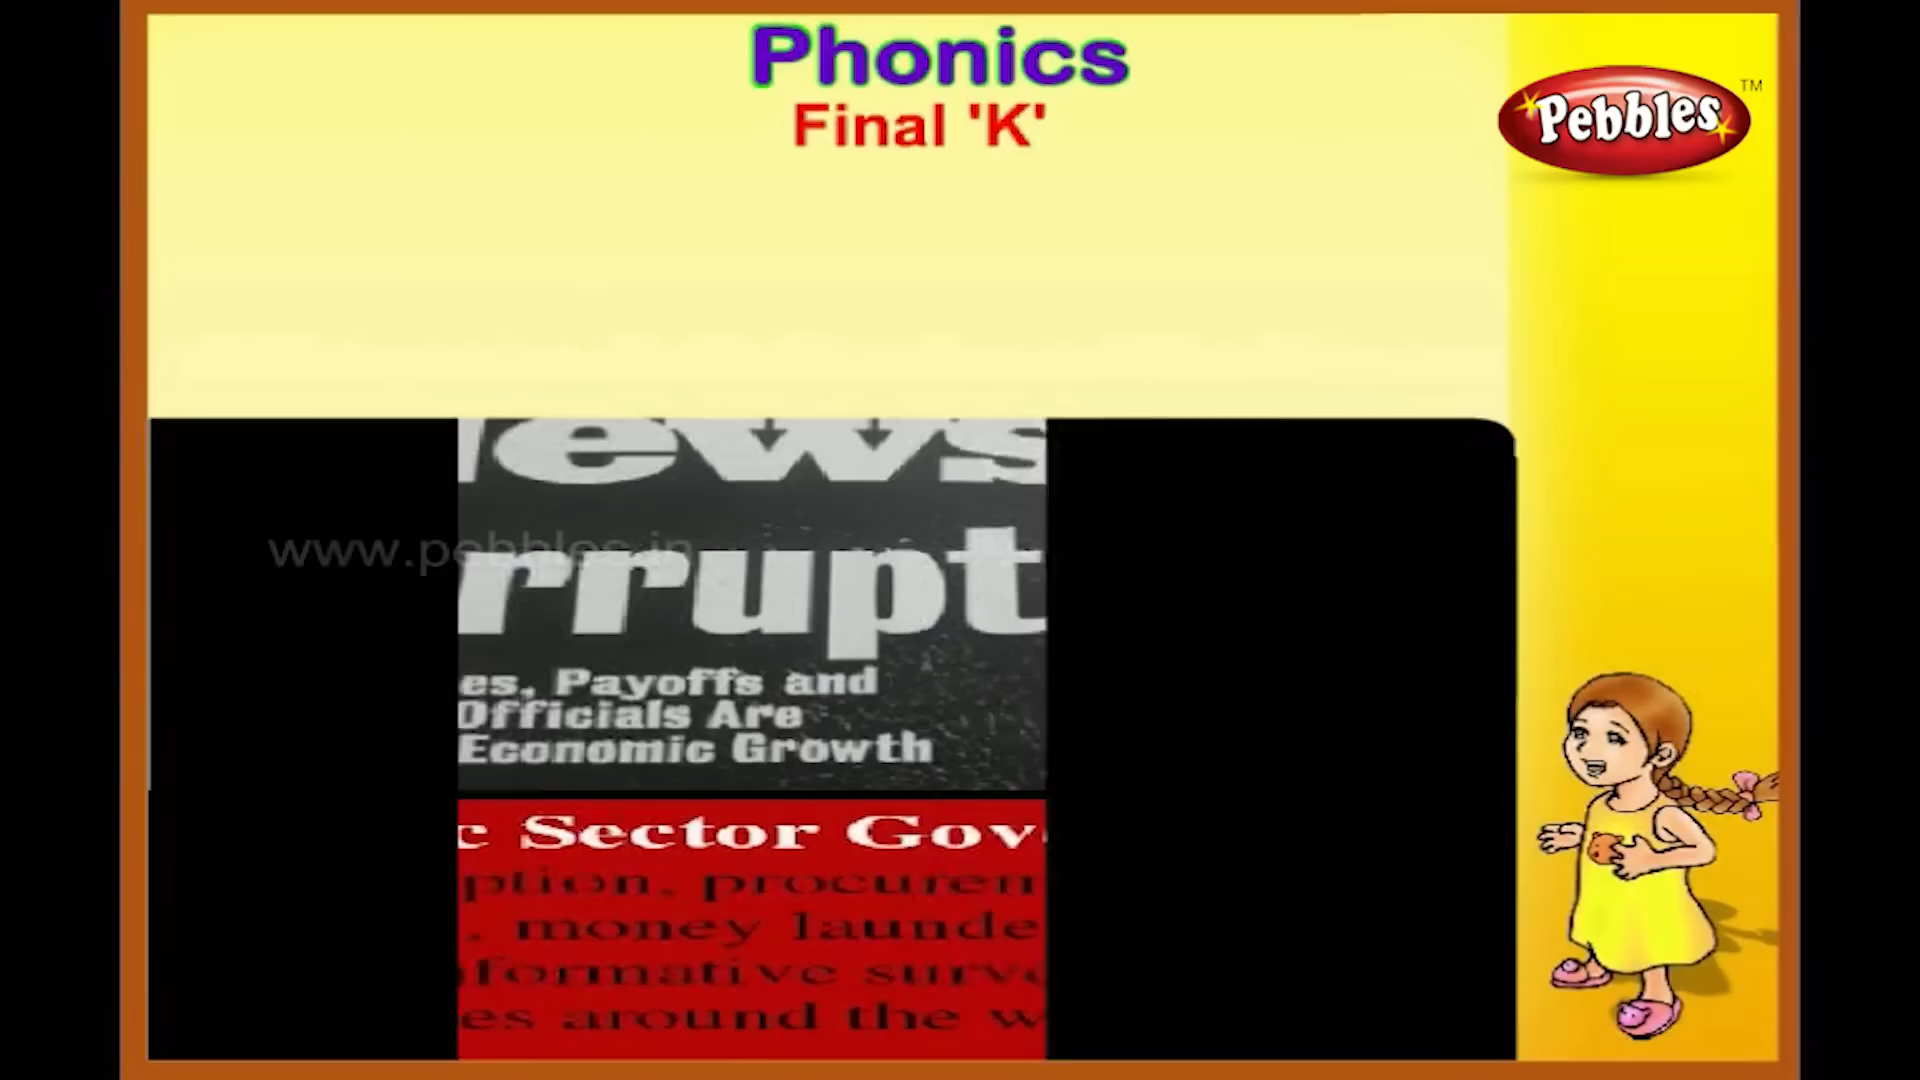 Phonics
Final 'K'
Pebbles TM
ews
www.pebbles.in
rrupt
es, Payoffs and
Officials Are
Economic Growth
c Sector Gov
ption, procurem
, money launde
formative surve
es around the w